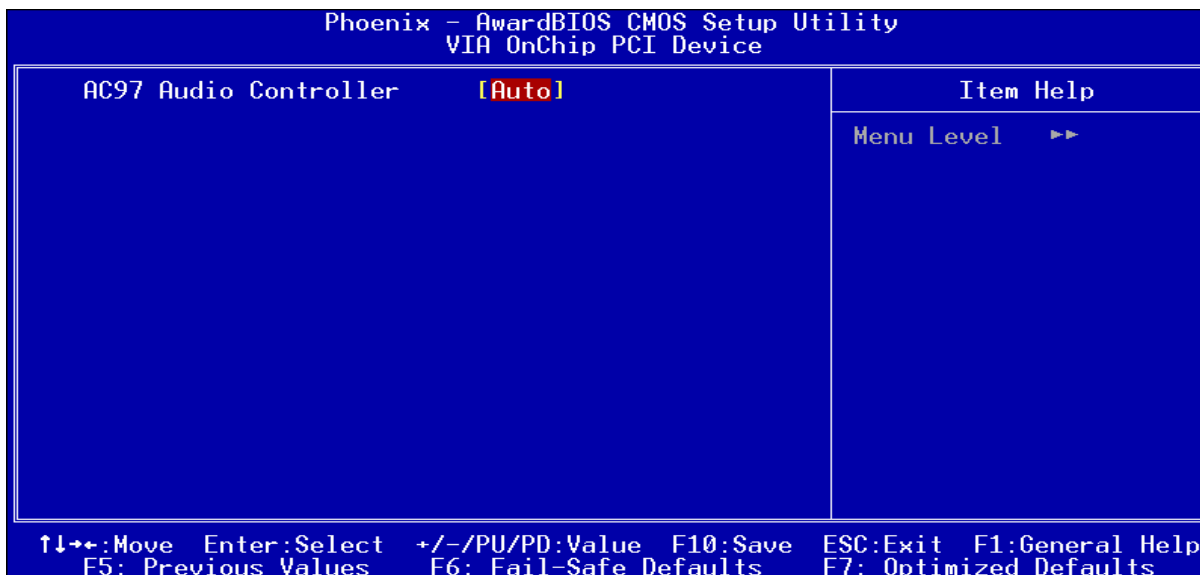 Phoenix - AwardBIOS CMOS Setup Utility
VIA OnChip PCI Device
AC97 Audio Controller [Auto]
Item Help
Menu Level ►►
↑↓→←:Move Enter:Select +/-/PU/PD:Value F10:Save ESC:Exit F1:General Help
F5: Previous Values F6: Fail-Safe Defaults F7: Optimized Defaults